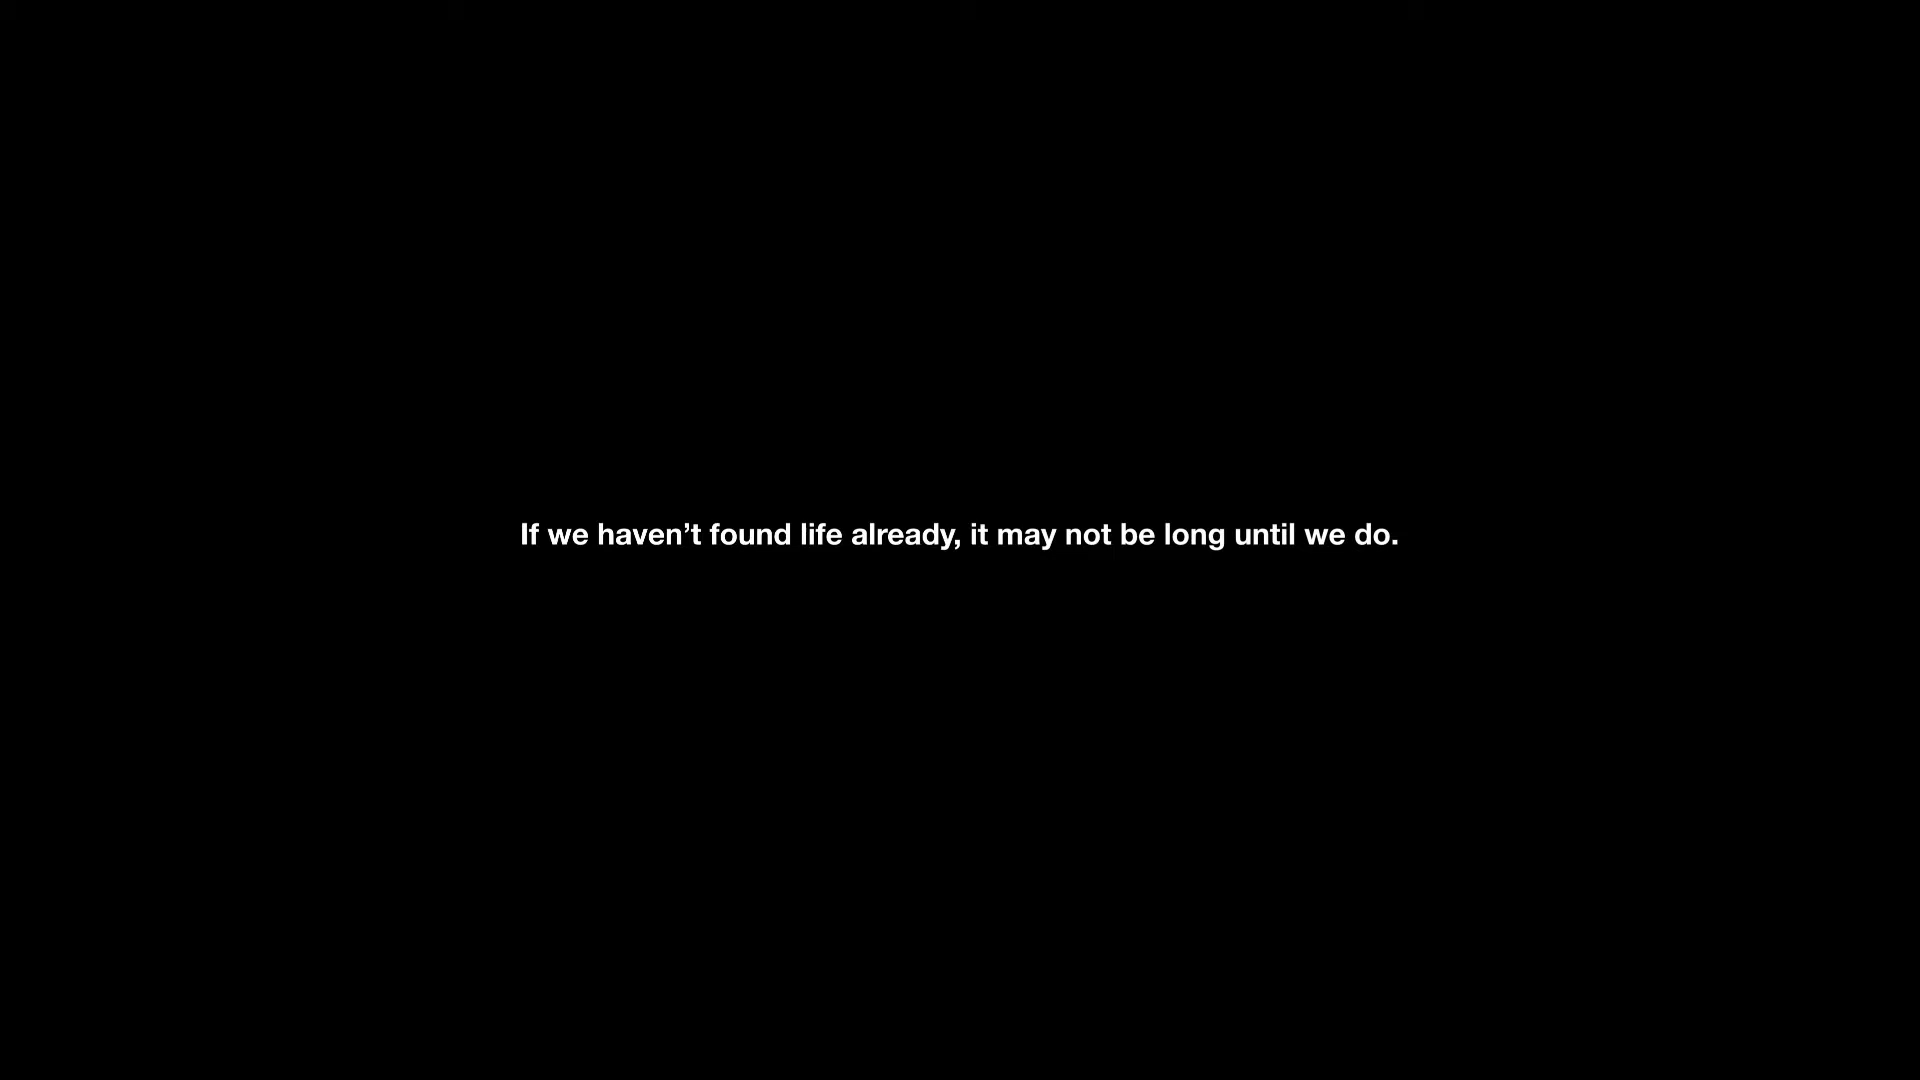 If we haven’t found life already, it may not be long until we do.